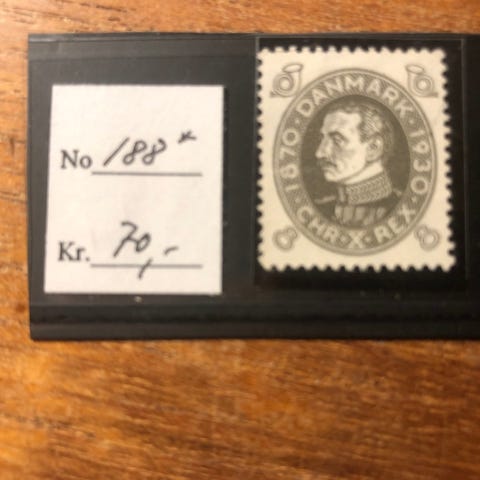 No 188 *
Kr. 70,-
1870 · DANMARK · 1930
CHR · X · REX
8 8